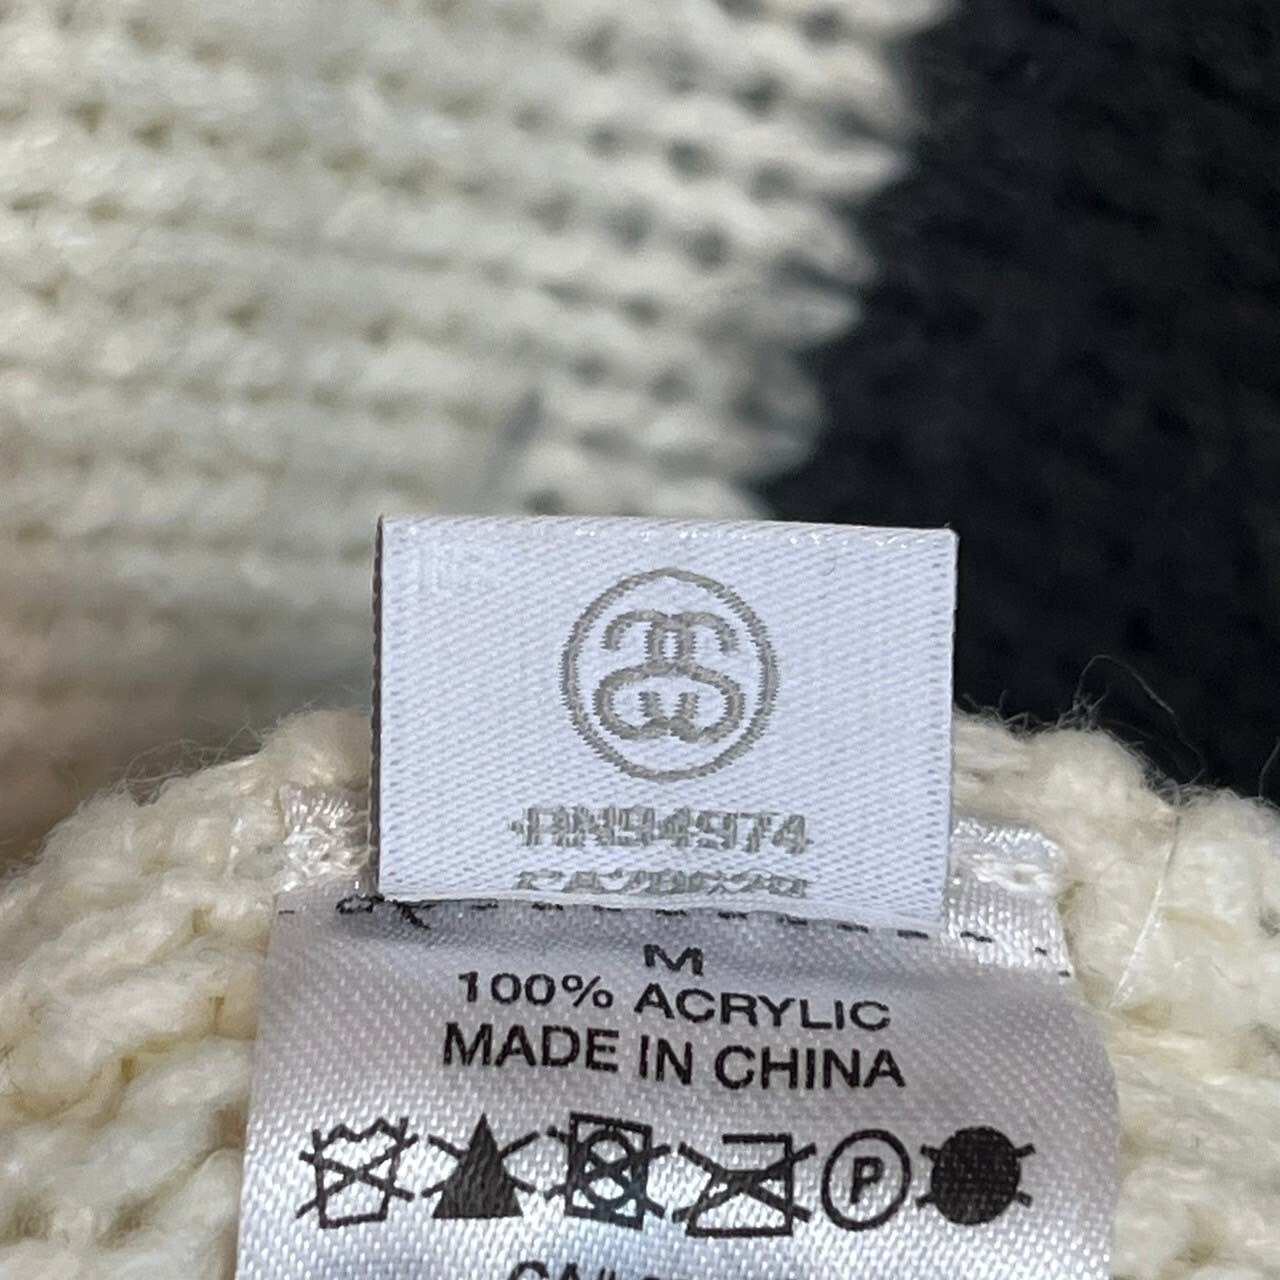 RN94974
M
100% ACRYLIC
MADE IN CHINA
P